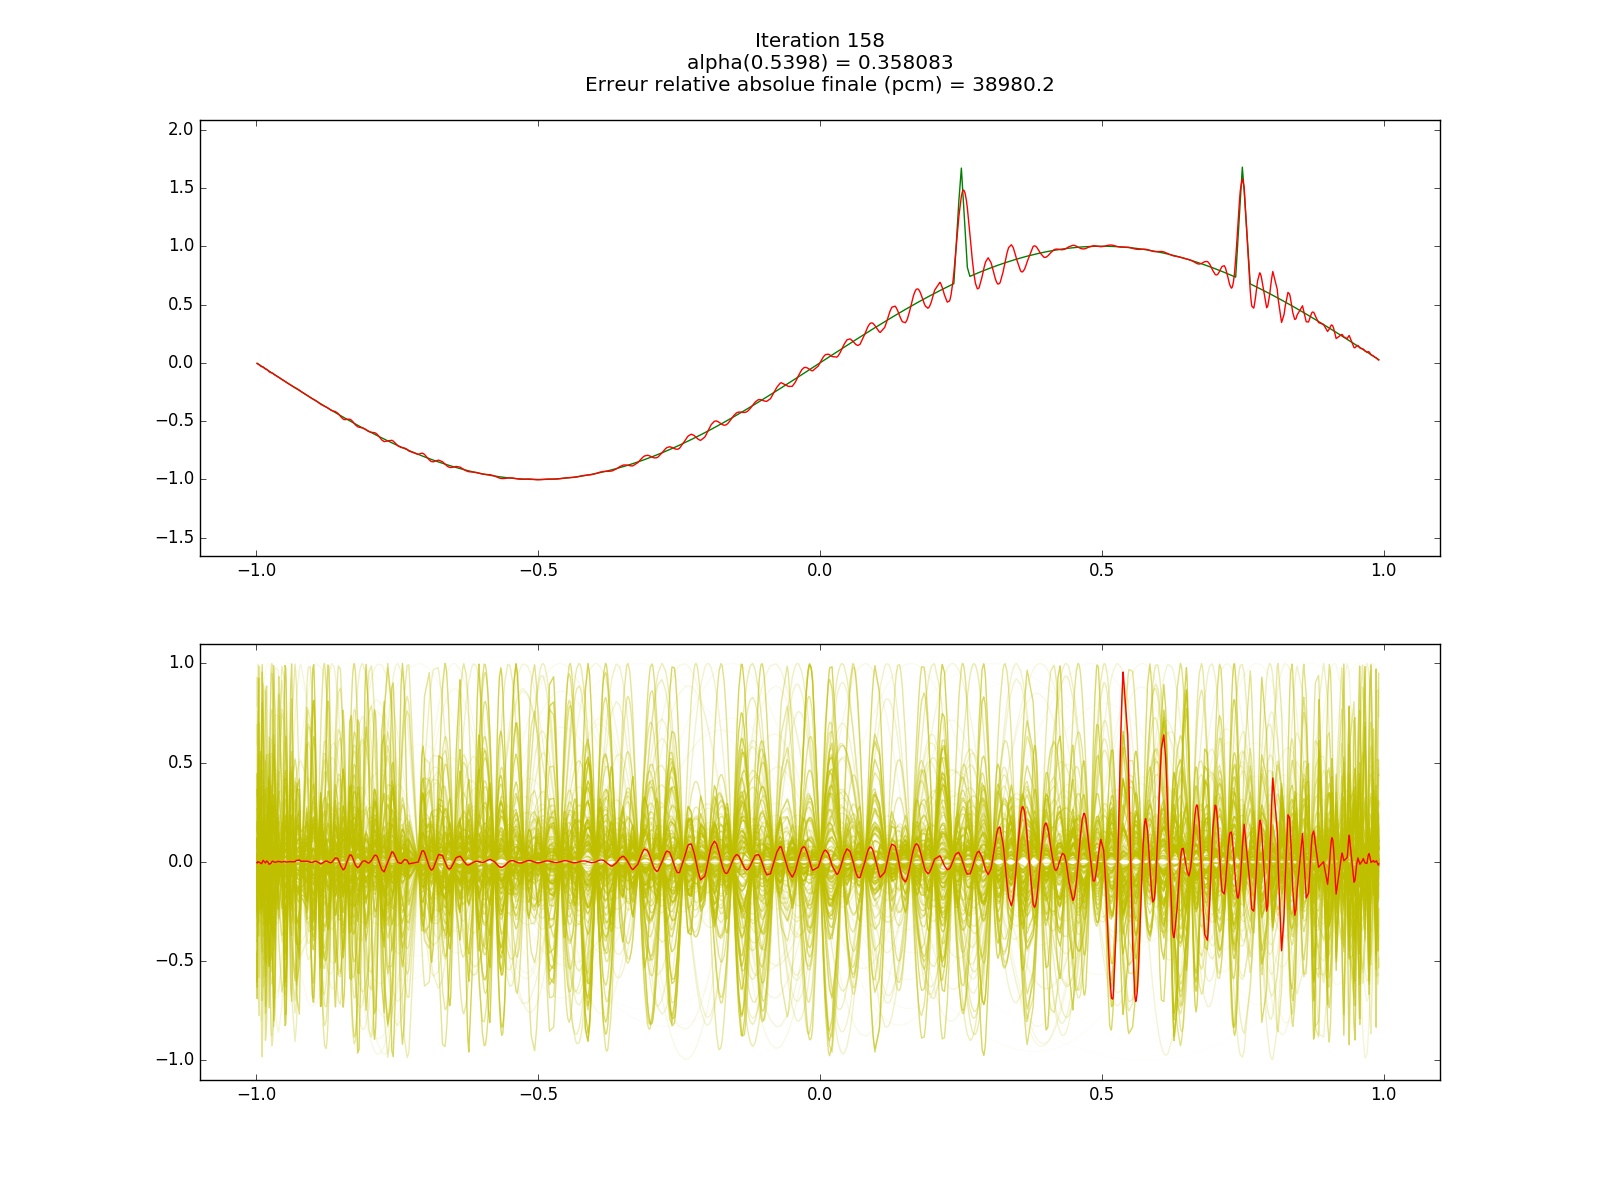 Iteration 158
alpha(0.5398) = 0.358083
Erreur relative absolue finale (pcm) = 38980.2
2.0
1.5
1.0
0.5
0.0
−0.5
−1.0
−1.5
−1.0 −0.5 0.0 0.5 1.0
1.0
0.5
0.0
−0.5
−1.0
−1.0 −0.5 0.0 0.5 1.0